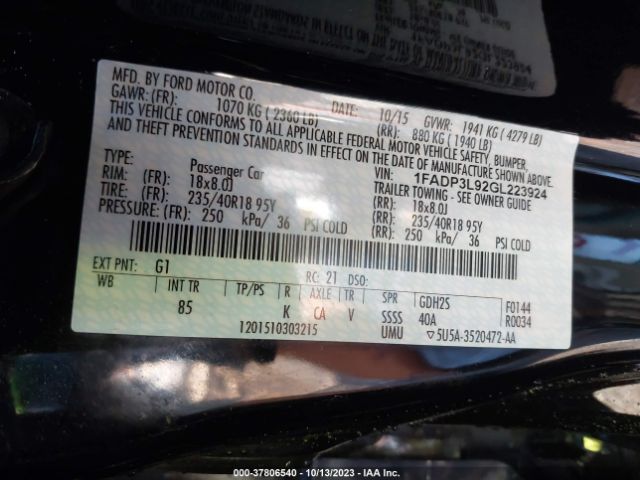 MFD. BY FORD MOTOR CO.
DATE: 10/15 GVWR: 1941 KG ( 4279 LB)
GAWR: (FR): 1070 KG ( 2360 LB) (RR): 880 KG ( 1940 LB)
THIS VEHICLE CONFORMS TO ALL APPLICABLE FEDERAL MOTOR VEHICLE SAFETY, BUMPER,
AND THEFT PREVENTION STANDARDS IN EFFECT ON THE DATE OF MANUFACTURE SHOWN ABOVE.
VIN: 1FADP3L92GL223924
TYPE: Passenger Car TRAILER TOWING - SEE OWNER GUIDE
RIM: (FR) 18x8.0J (RR) 18x8.0J
TIRE: (FR) 235/40R18 95Y (RR) 235/40R18 95Y
PRESSURE: (FR) 250 kPa/ 36 PSI COLD (RR) 250 kPa/ 36 PSI COLD
EXT PNT: G1 RC: 21 DSO:
WB INT TR TP/PS R AXLE TR SPR GDH2S F0144
85 K CA V SSSS 40A R0034
1201510303215 UMU ▽5U5A-3520472-AA
000-37806540 - 10/13/2023 - IAA Inc.